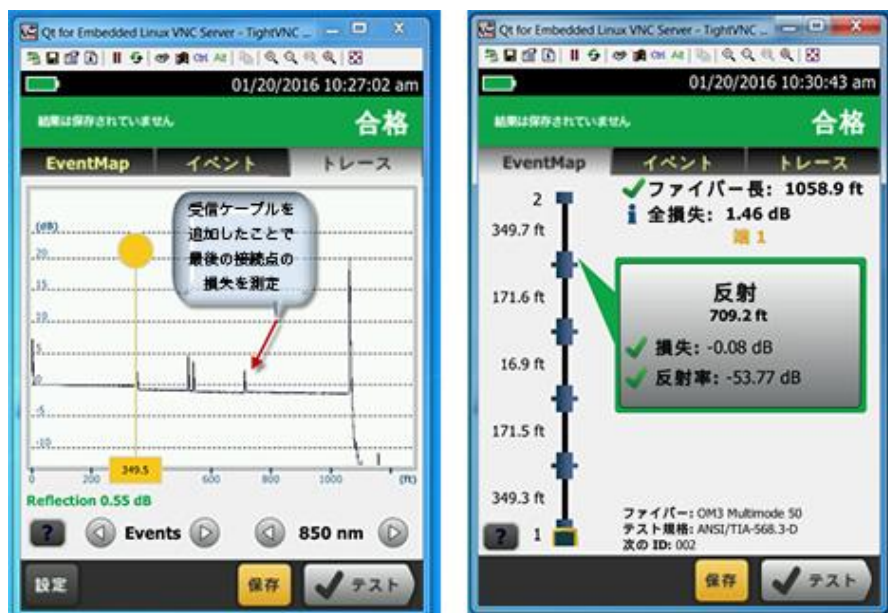 Qt for Embedded Linux VNC Server - TightVNC ...
01/20/2016 10:27:02 am
結果は保存されていません
合格
EventMap
イベント
トレース
(dB)
20
15
10
5
0
-5
-10
受信ケーブルを
追加したことで
最後の接続点の
損失を測定
0
200
349.5
600
800
1000
(ft)
Reflection 0.55 dB
?
Events
850 nm
設定
保存
テスト
Qt for Embedded Linux VNC Server - TightVNC ...
01/20/2016 10:30:43 am
結果は保存されていません
合格
EventMap
イベント
トレース
ファイバー長: 1058.9 ft
全損失: 1.46 dB
端 1
2
349.7 ft
171.6 ft
16.9 ft
171.5 ft
349.3 ft
1
反射
709.2 ft
損失: -0.08 dB
反射率: -53.77 dB
ファイバー: OM3 Multimode 50
テスト規格: ANSI/TIA-568.3-D
次の ID: 002
?
保存
テスト